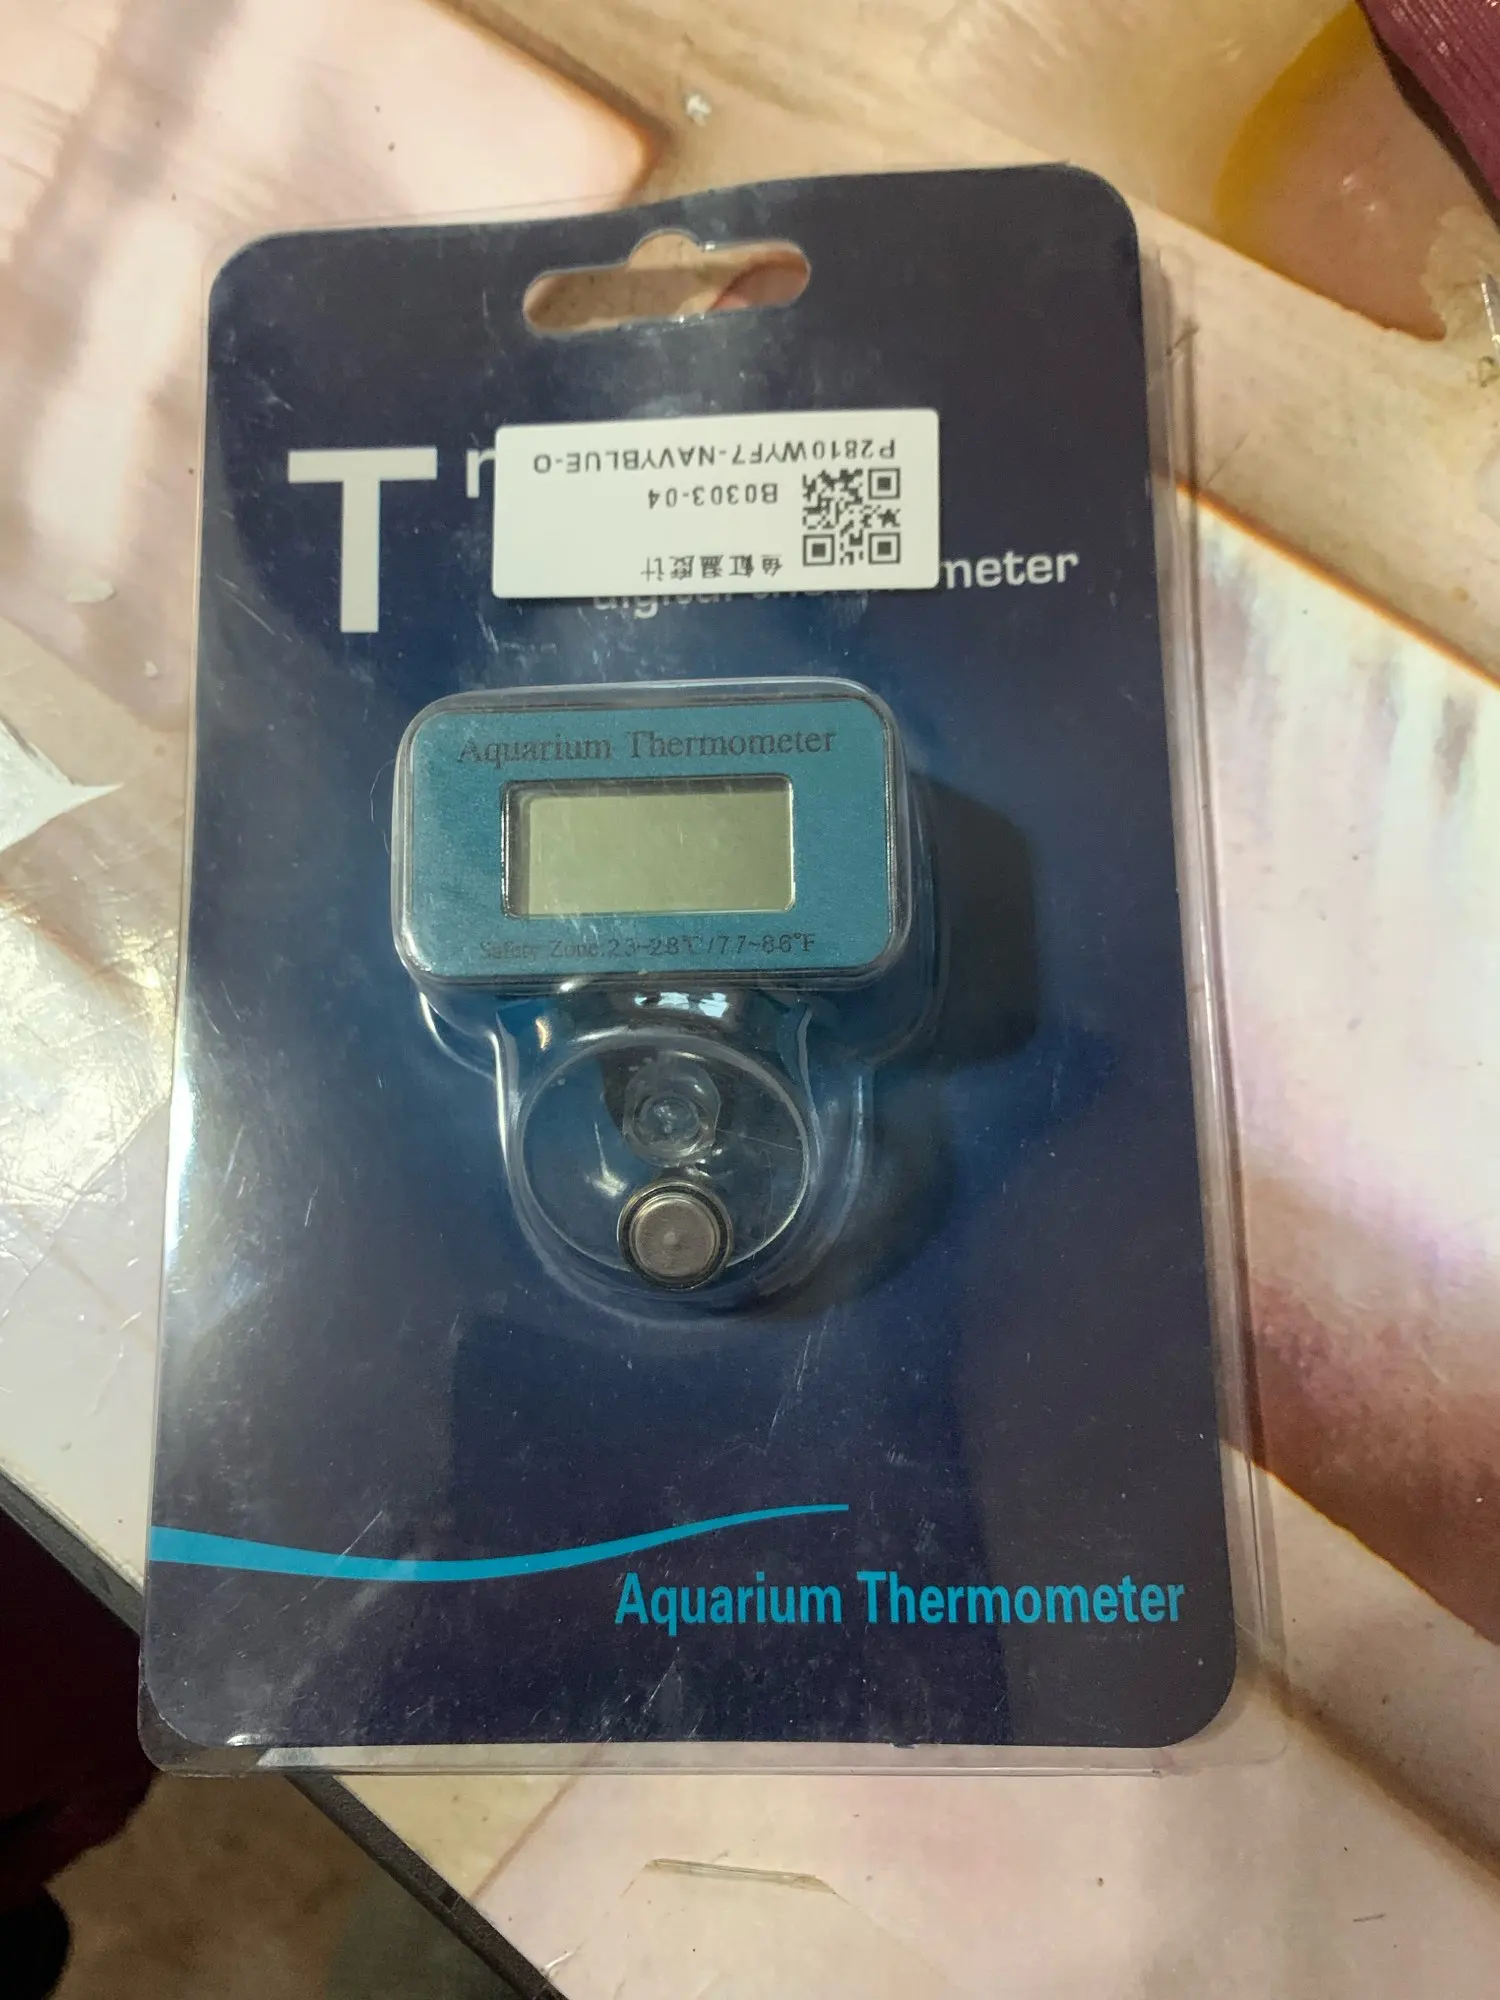 T
P2810WYF7-NAVYBLUE-O
B0303-04
鱼缸温度计
meter
Aquarium Thermometer
Safety Zone:23~28℃/77~86℉
Aquarium Thermometer